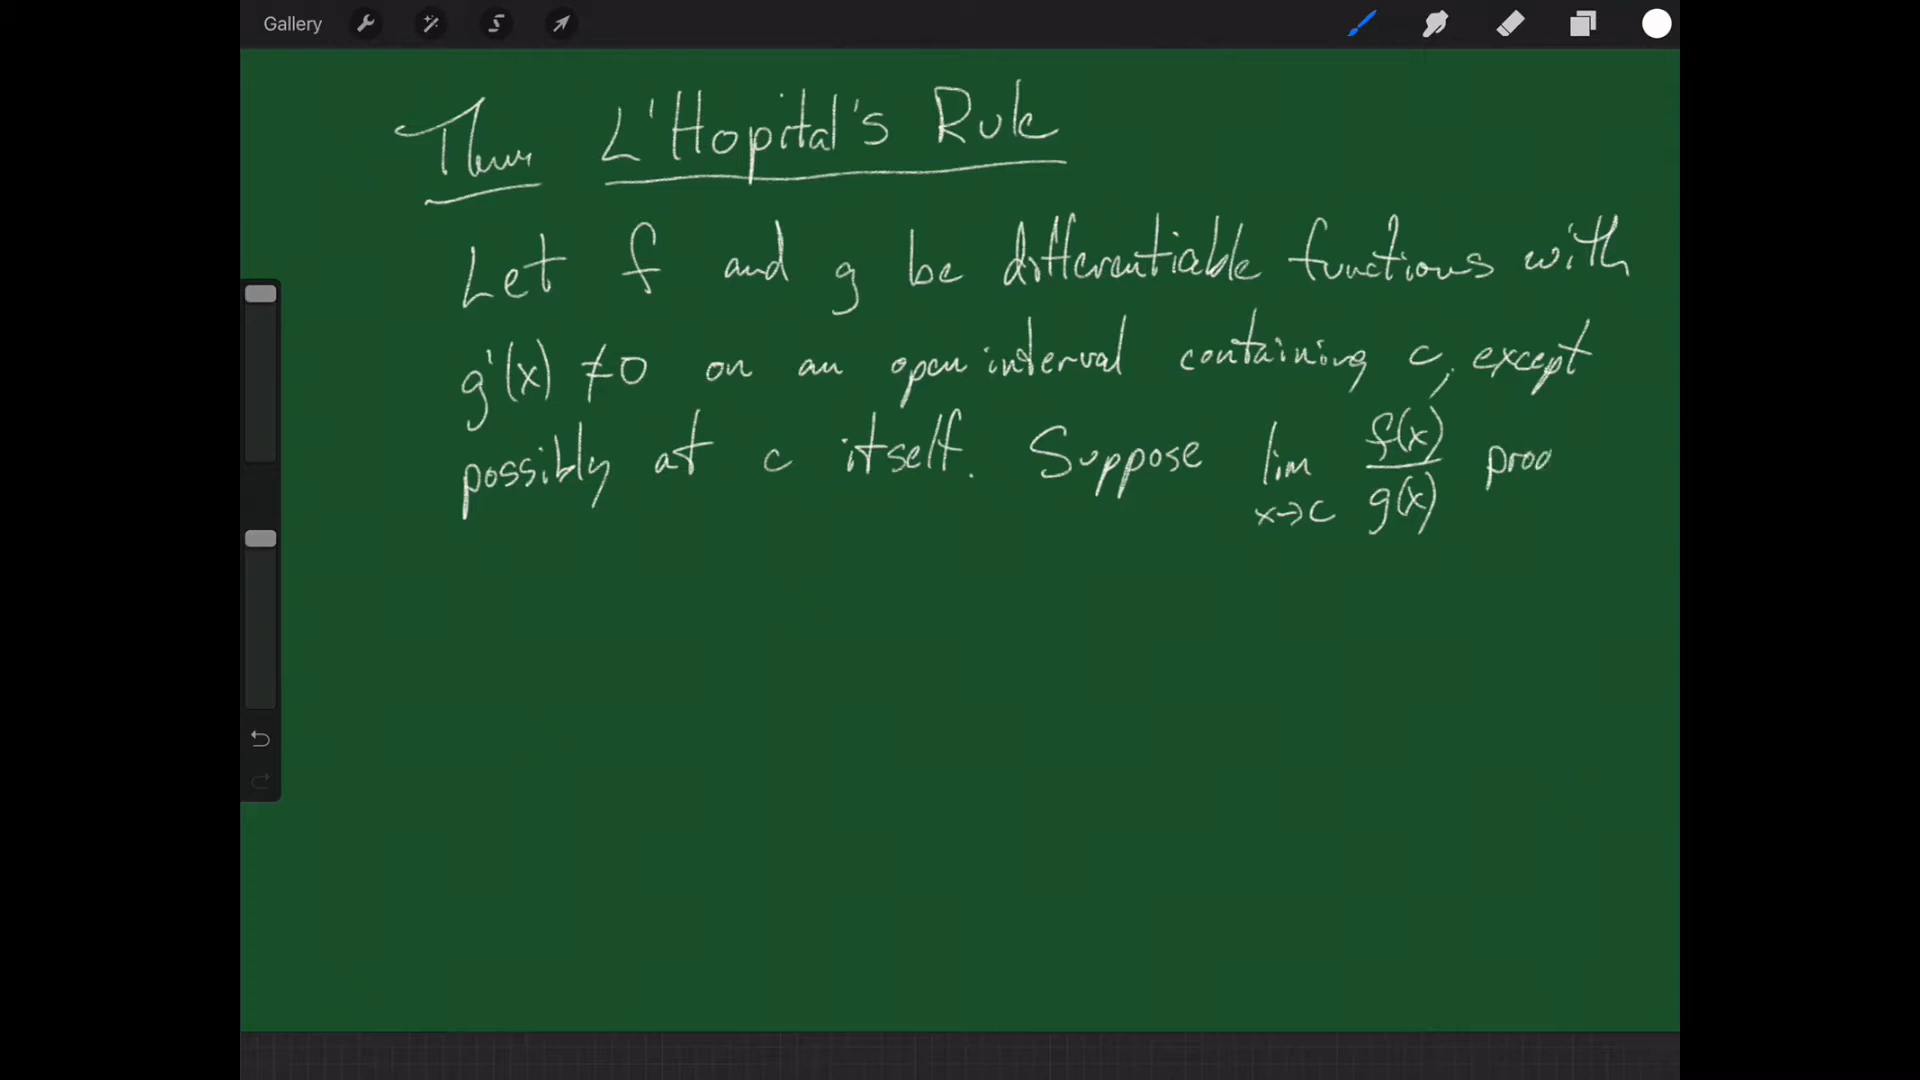 Gallery
Thm L'Hopital's Rule
Let f and g be differentiable functions with
g'(x) ≠ 0 on an open interval containing c, except
possibly at c itself. Suppose lim x→c f(x)/g(x) proo